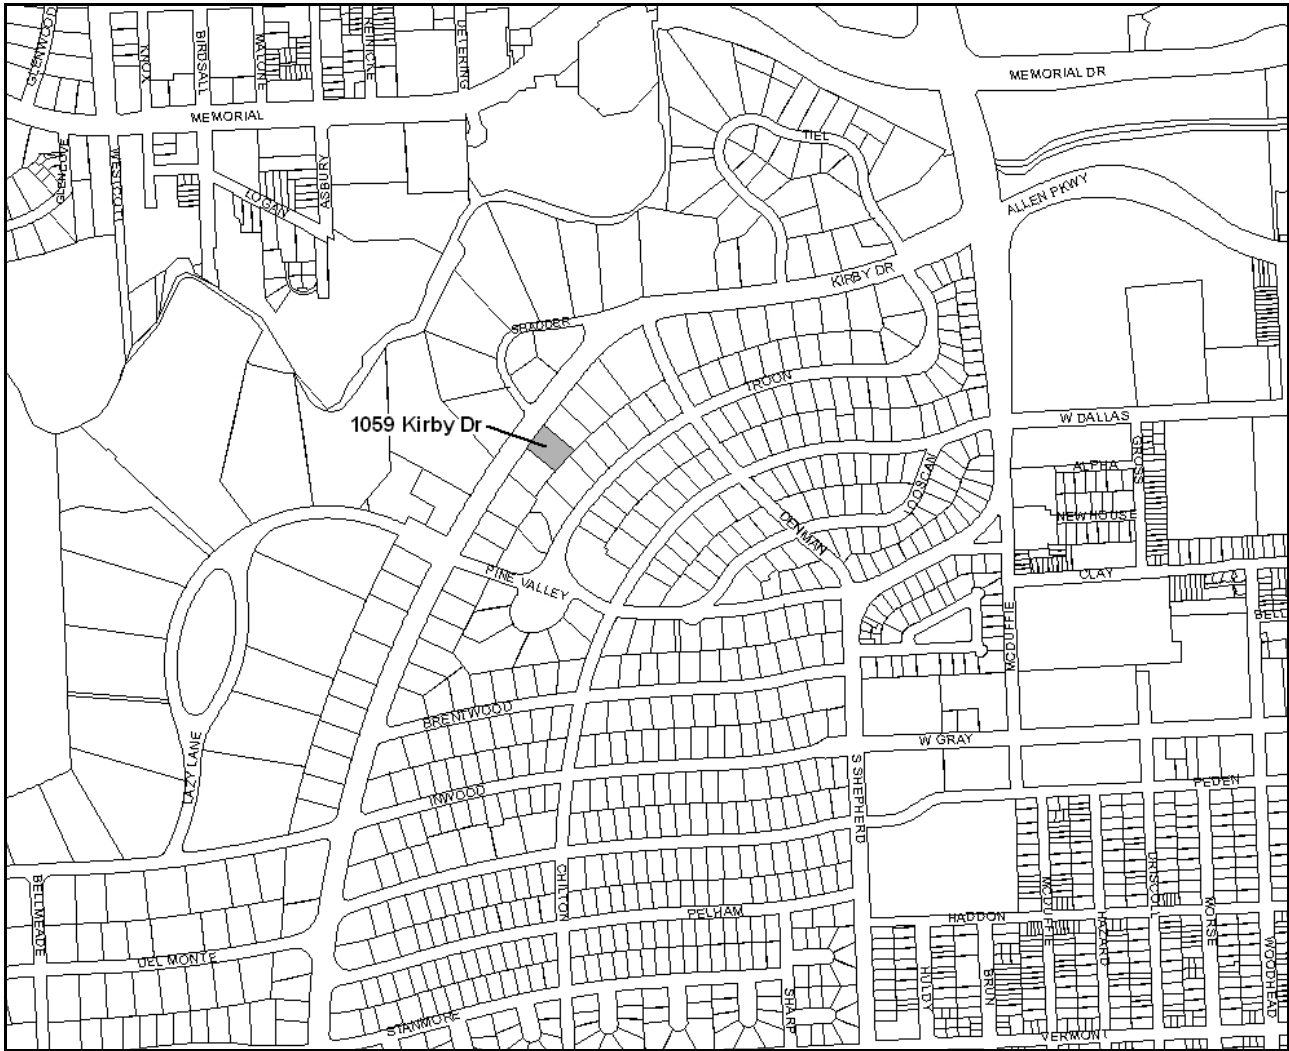 GLENWOOD
KNOX
BIRDSALL
MALONE
REINICKE
DETERING
MEMORIAL DR
MEMORIAL
TIEL
GLENCOVE
WESTCOTT
LOGAN
ASBURY
ALLEN PKWY
KIRBY DR
SHADDER
TROON
1059 Kirby Dr
W DALLAS
GROSS
ALPHA
LOOSCAN
NEWHOUSE
DENMAN
PINE VALLEY
CLAY
BELL
MCDUFFIE
BRENTWOOD
W GRAY
LAZY LANE
S SHEPHERD
INWOOD
PEDEN
BELLMEADE
CHILTON
PELHAM
HADDON
MCDUFFIE
HAZARD
DRISCOLL
MORSE
WOODHEAD
DEL MONTE
HULDY
BRUN
SHARP
STANMORE
VERMONT